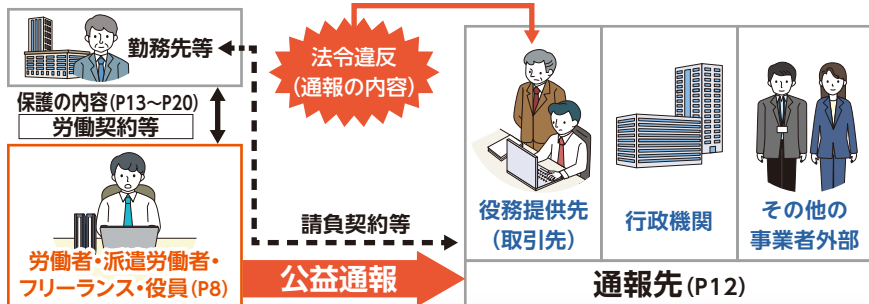 勤務先等
保護の内容(P13〜P20)
労働契約等
労働者・派遣労働者・
フリーランス・役員(P8)
法令違反
(通報の内容)
請負契約等
公益通報
役務提供先
(取引先)
行政機関
その他の
事業者外部
通報先(P12)